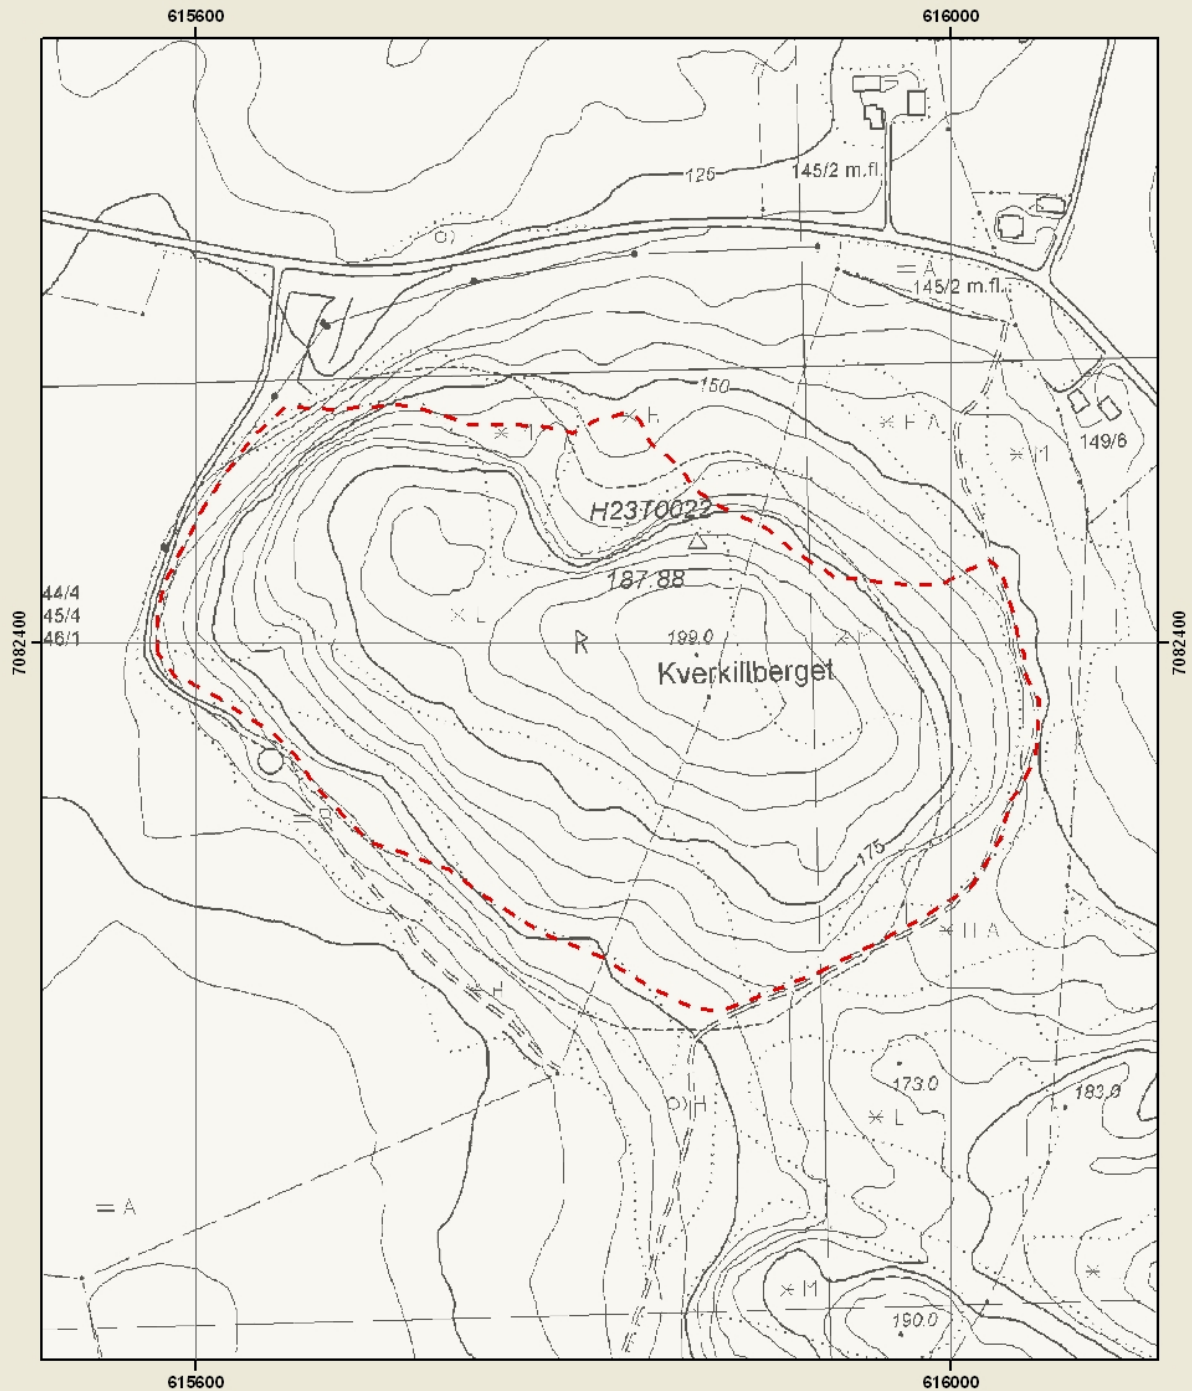 615600 616000
125
145/2 m.fl.
= A
145/2 m.fl.
150
H
F A
M
149/6
H2370022
187.88
44/4
45/4
46/1
L
R
199.0
7082400
7082400
Kverkillberget
S
175
H A
H
173.0
183,0
H
L
A
M
190.0
615600 616000